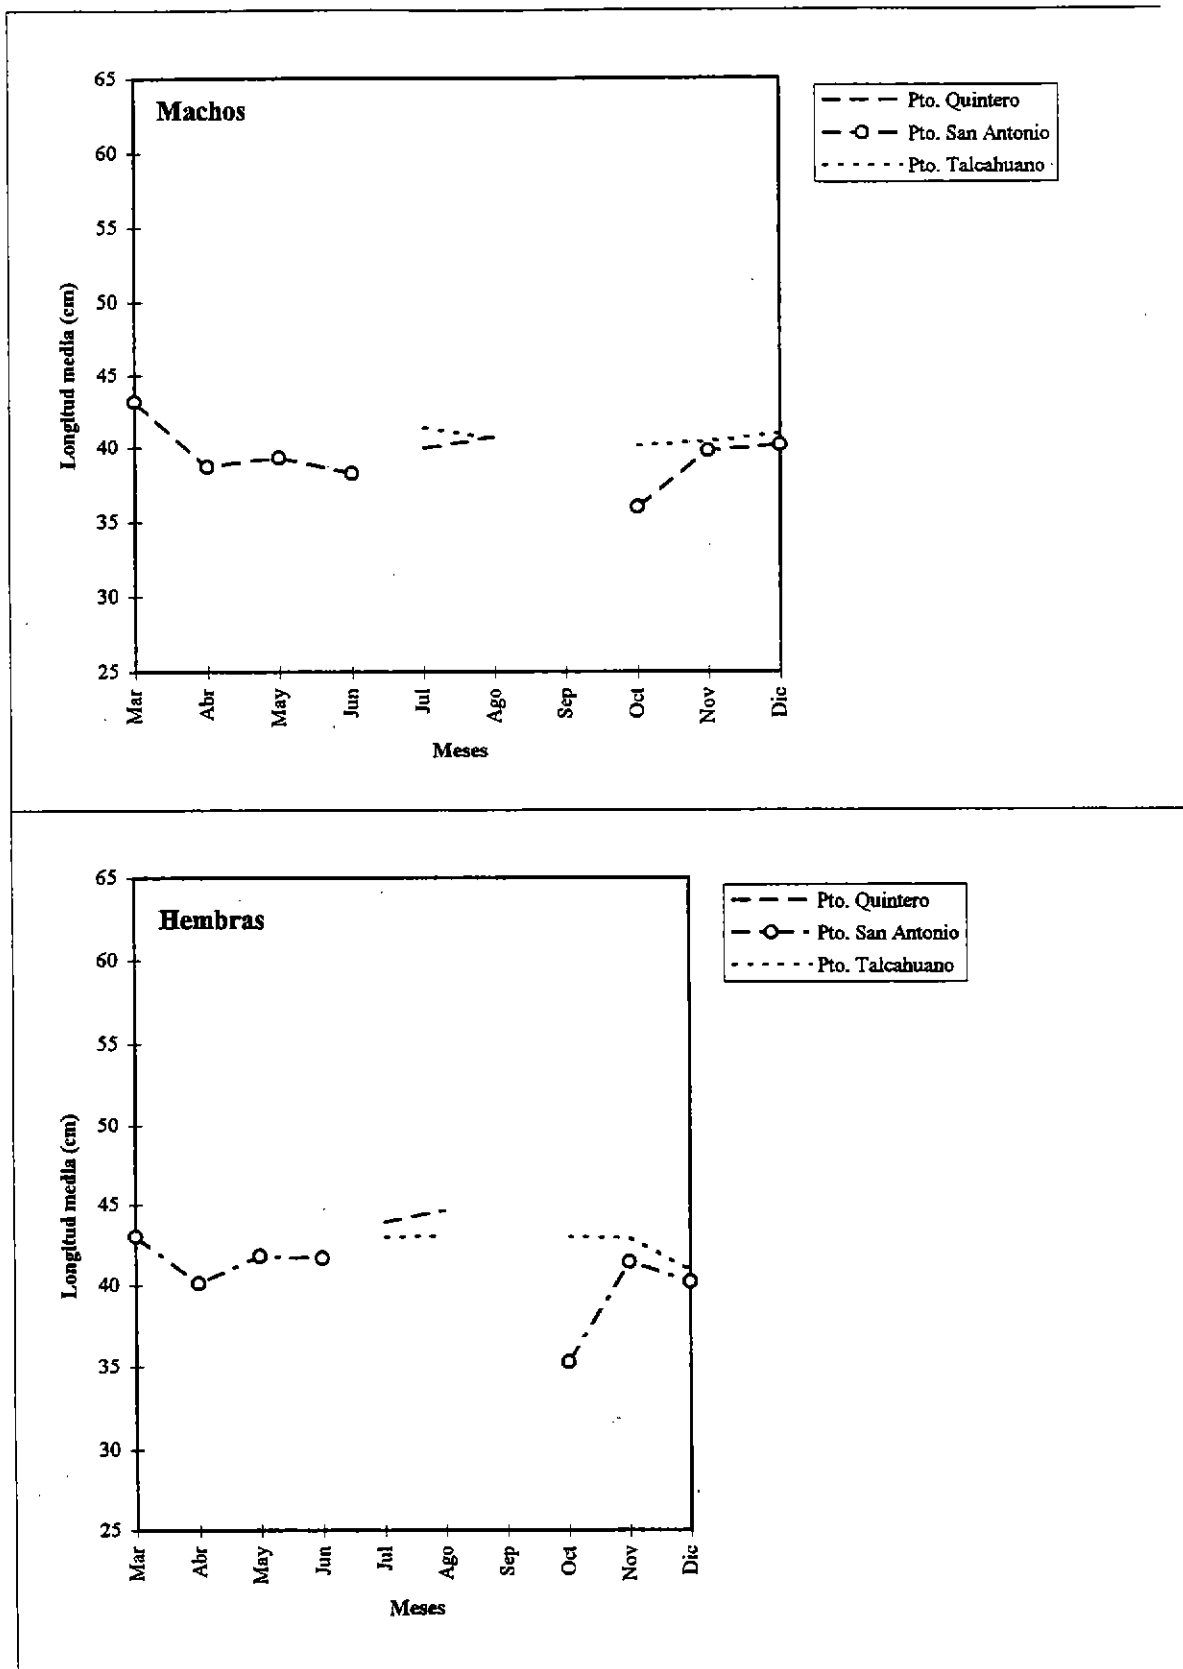 Machos
Pto. Quintero
Pto. San Antonio
Pto. Talcahuano
65
60
55
50
45
40
35
30
25
Longitud media (cm)
Mar
Abr
May
Jun
Jul
Ago
Sep
Oct
Nov
Dic
Meses
Hembras
Pto. Quintero
Pto. San Antonio
Pto. Talcahuano
65
60
55
50
45
40
35
30
25
Longitud media (cm)
Mar
Abr
May
Jun
Jul
Ago
Sep
Oct
Nov
Dic
Meses